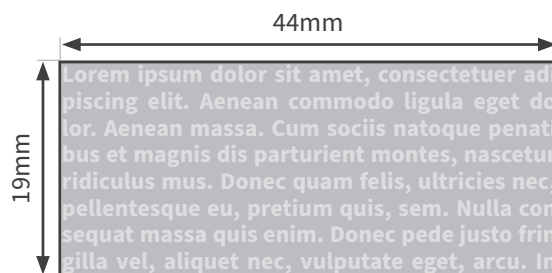 44mm
19mm
Lorem ipsum dolor sit amet, consectetuer adi
piscing elit. Aenean commodo ligula eget do
lor. Aenean massa. Cum sociis natoque penati
bus et magnis dis parturient montes, nascetur
ridiculus mus. Donec quam felis, ultricies nec,
pellentesque eu, pretium quis, sem. Nulla con
sequat massa quis enim. Donec pede justo frin
gilla vel, aliquet nec, vulputate eget, arcu. In